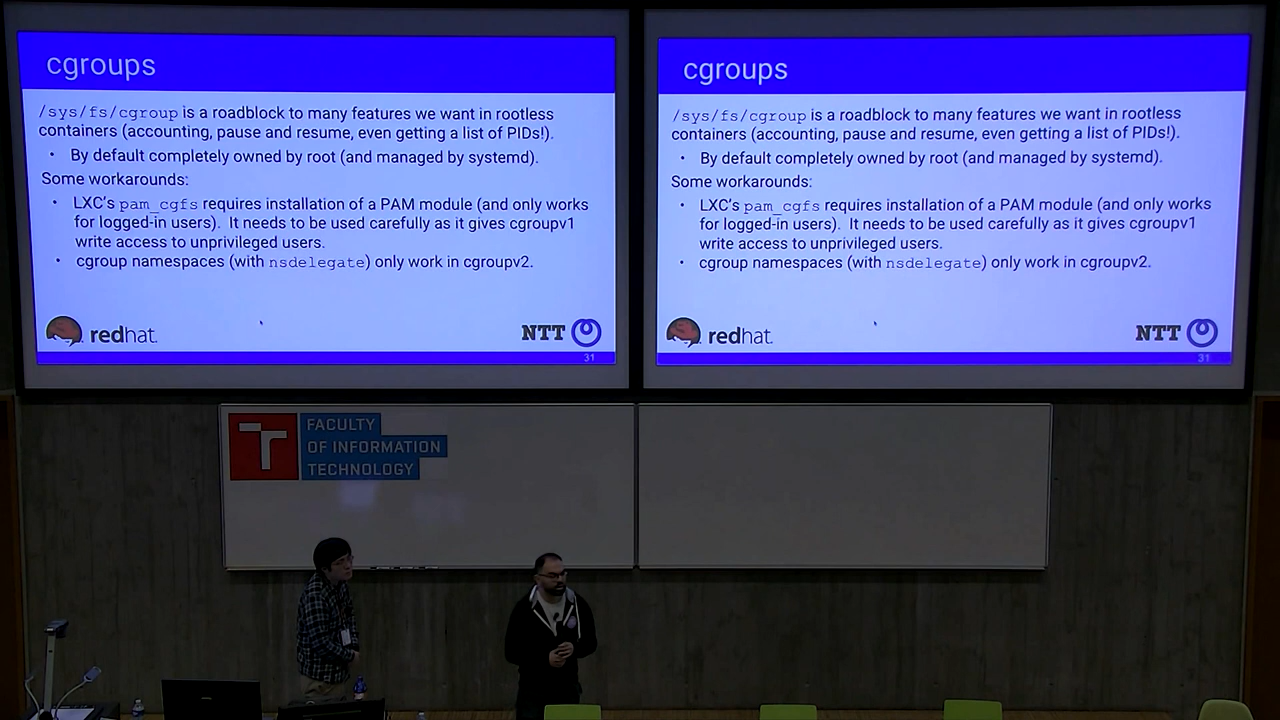 cgroups
/sys/fs/cgroup is a roadblock to many features we want in rootless
containers (accounting, pause and resume, even getting a list of PIDs!).
• By default completely owned by root (and managed by systemd).
Some workarounds:
• LXC's pam_cgfs requires installation of a PAM module (and only works
for logged-in users). It needs to be used carefully as it gives cgroupv1
write access to unprivileged users.
• cgroup namespaces (with nsdelegate) only work in cgroupv2.
redhat.
NTT
31
cgroups
/sys/fs/cgroup is a roadblock to many features we want in rootless
containers (accounting, pause and resume, even getting a list of PIDs!).
• By default completely owned by root (and managed by systemd).
Some workarounds:
• LXC's pam_cgfs requires installation of a PAM module (and only works
for logged-in users). It needs to be used carefully as it gives cgroupv1
write access to unprivileged users.
• cgroup namespaces (with nsdelegate) only work in cgroupv2.
redhat.
NTT
31
T
FACULTY
OF INFORMATION
TECHNOLOGY